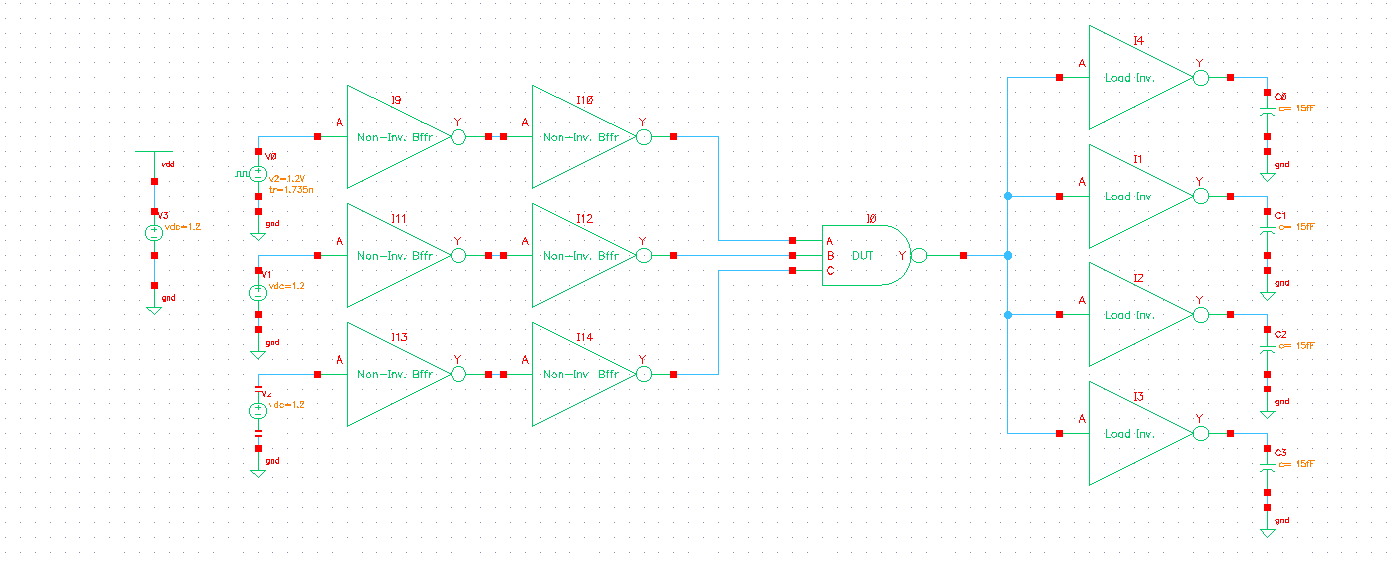 vdd
V3
vdc=1.2
gnd
V0
v2=1.2V
tr=1.735n
gnd
V1
vdc=1.2
gnd
V2
vdc=1.2
gnd
I9
A
Non-Inv. Bffr
Y
I10
A
Non-Inv. Bffr
Y
I11
A
Non-Inv. Bffr
Y
I12
A
Non-Inv. Bffr
Y
I13
A
Non-Inv. Bffr
Y
I14
A
Non-Inv. Bffr
Y
I0
A
B
C
DUT
Y
I4
A
Load Inv.
Y
C0
c=15fF
gnd
I1
A
Load Inv.
Y
C1
c=15fF
gnd
I2
A
Load Inv.
Y
C2
c=15fF
gnd
I3
A
Load Inv.
Y
C3
c=15fF
gnd